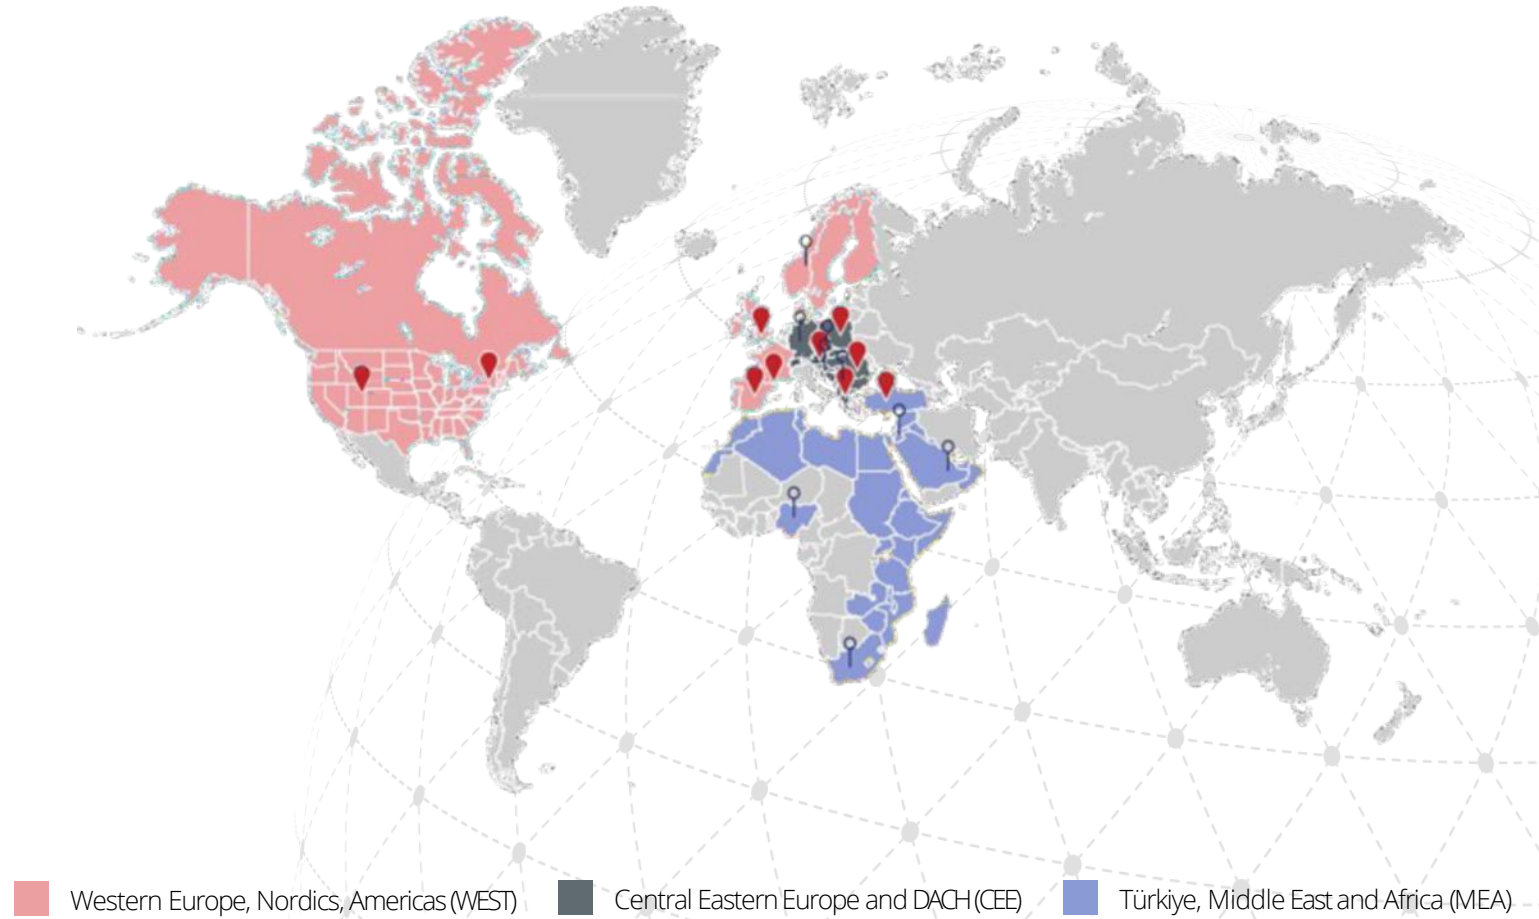 Western Europe, Nordics, Americas (WEST)
Central Eastern Europe and DACH (CEE)
Türkiye, Middle East and Africa (MEA)